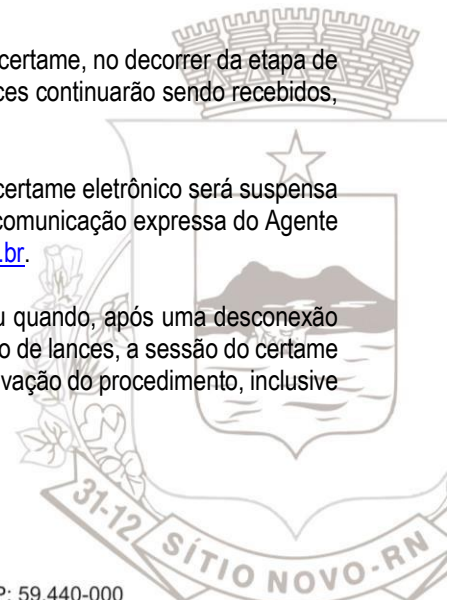 certame, no decorrer da etapa de
ces continuarão sendo recebidos,
certame eletrônico será suspensa
comunicação expressa do Agente
.br.
u quando, após uma desconexão
o de lances, a sessão do certame
vação do procedimento, inclusive
31-12
SÍTIO NOVO-RN
P: 59.440-000